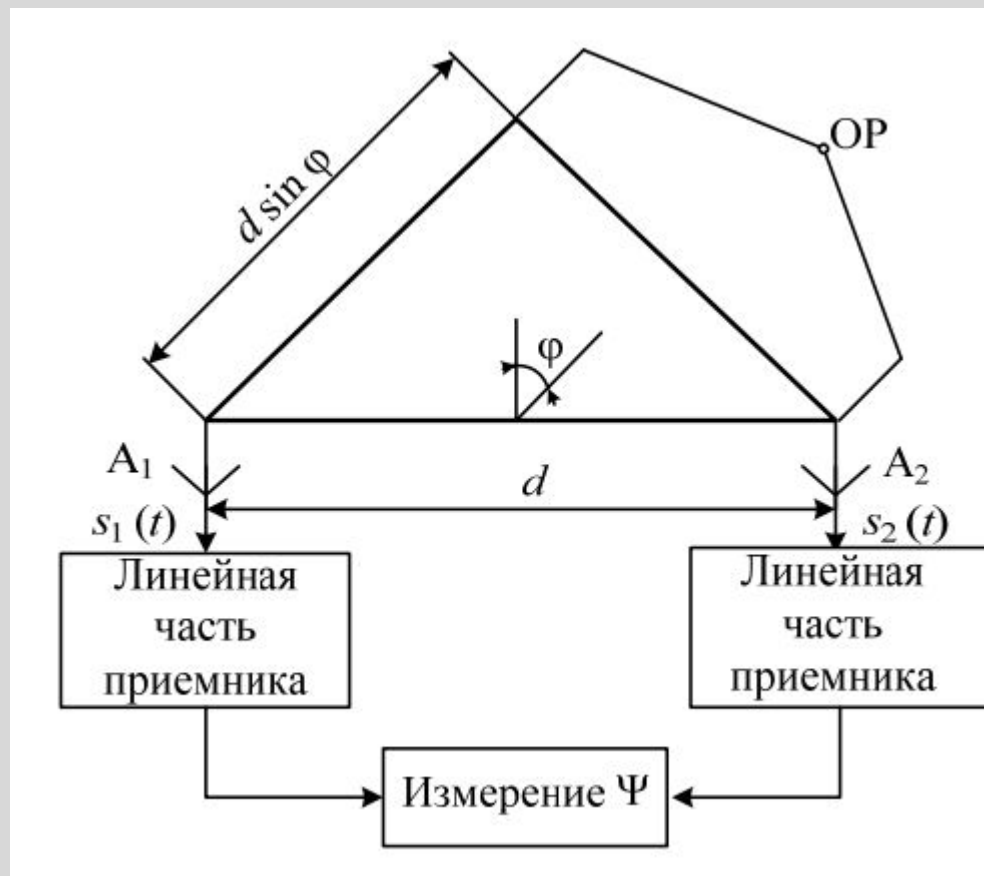 d sin φ
OP
φ
A₁
d
A₂
s₁ (t)
s₂ (t)
Линейная
часть
приемника
Линейная
часть
приемника
Измерение Ψ